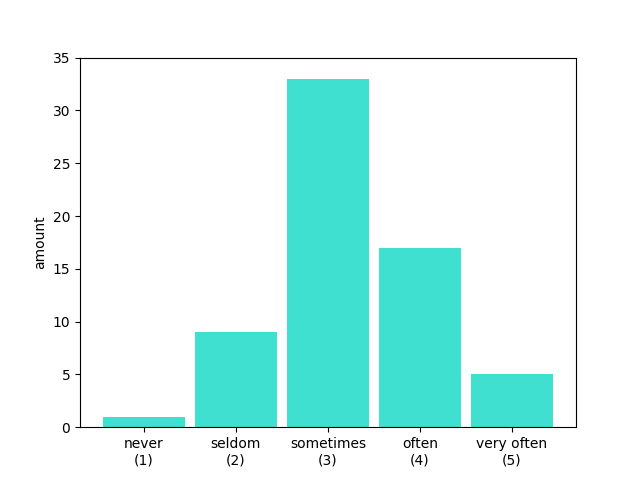 35
30
25
20
15
10
5
0
amount
never
(1)
seldom
(2)
sometimes
(3)
often
(4)
very often
(5)